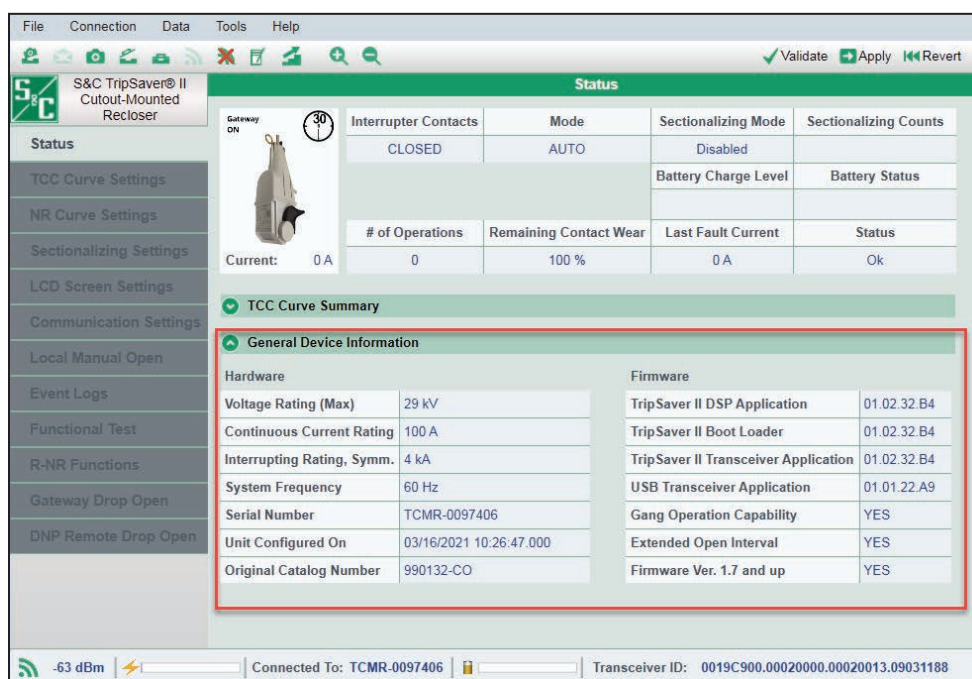 File Connection Data Tools Help
Validate Apply Revert
S&C
S&C TripSaver® II
Cutout-Mounted
Recloser
Status
TCC Curve Settings
NR Curve Settings
Sectionalizing Settings
LCD Screen Settings
Communication Settings
Local Manual Open
Event Logs
Functional Test
R-NR Functions
Gateway Drop Open
DNP Remote Drop Open
Status
Gateway
ON
30
Current: 0 A
Interrupter Contacts Mode Sectionalizing Mode Sectionalizing Counts
CLOSED AUTO Disabled
Battery Charge Level Battery Status
# of Operations Remaining Contact Wear Last Fault Current Status
0 100 % 0 A Ok
TCC Curve Summary
General Device Information
Hardware
Voltage Rating (Max) 29 kV
Continuous Current Rating 100 A
Interrupting Rating, Symm. 4 kA
System Frequency 60 Hz
Serial Number TCMR-0097406
Unit Configured On 03/16/2021 10:26:47.000
Original Catalog Number 990132-CO
Firmware
TripSaver II DSP Application 01.02.32.B4
TripSaver II Boot Loader 01.02.32.B4
TripSaver II Transceiver Application 01.02.32.B4
USB Transceiver Application 01.01.22.A9
Gang Operation Capability YES
Extended Open Interval YES
Firmware Ver. 1.7 and up YES
-63 dBm Connected To: TCMR-0097406 Transceiver ID: 0019C900.00020000.00020013.09031188